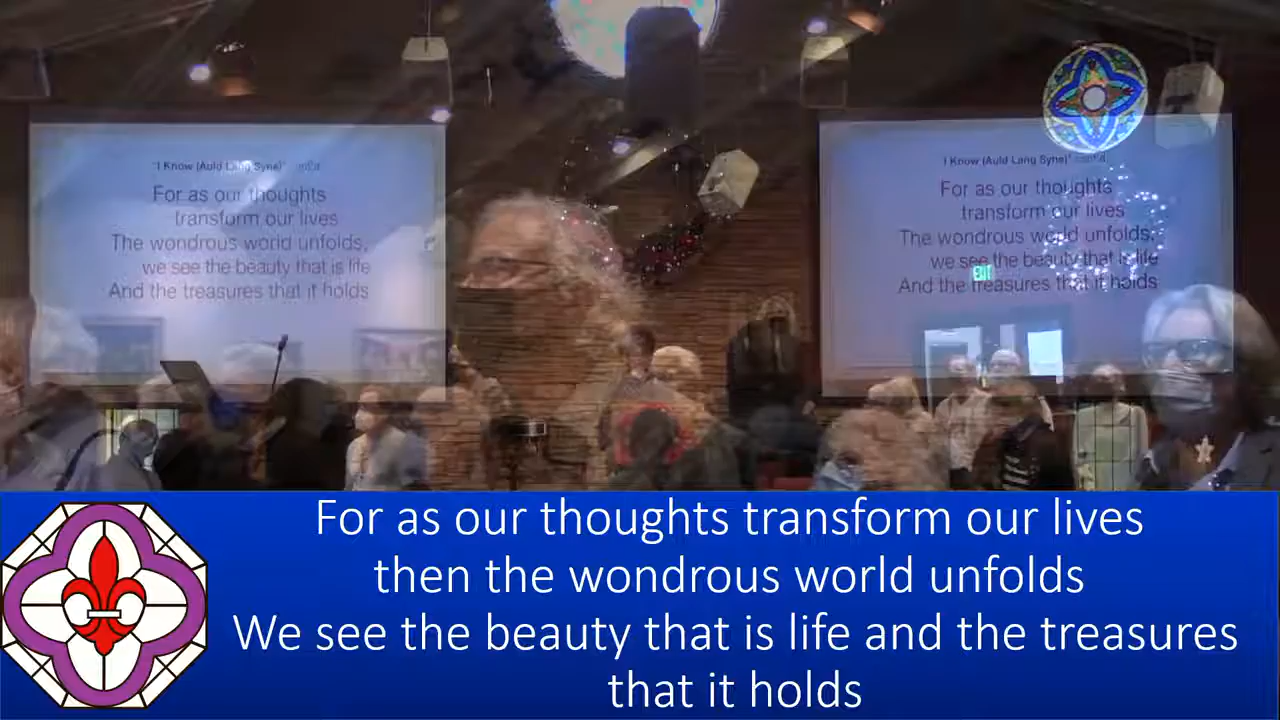 "I Know (Auld Lang Syne)" cont'd.
For as our thoughts
transform our lives
The wondrous world unfolds,
we see the beauty that is life
And the treasures that it holds
"I Know (Auld Lang Syne)" cont'd.
For as our thoughts
transform our lives
The wondrous world unfolds,
we see the beauty that is life
And the treasures that it holds
EXIT
For as our thoughts transform our lives
then the wondrous world unfolds
We see the beauty that is life and the treasures
that it holds